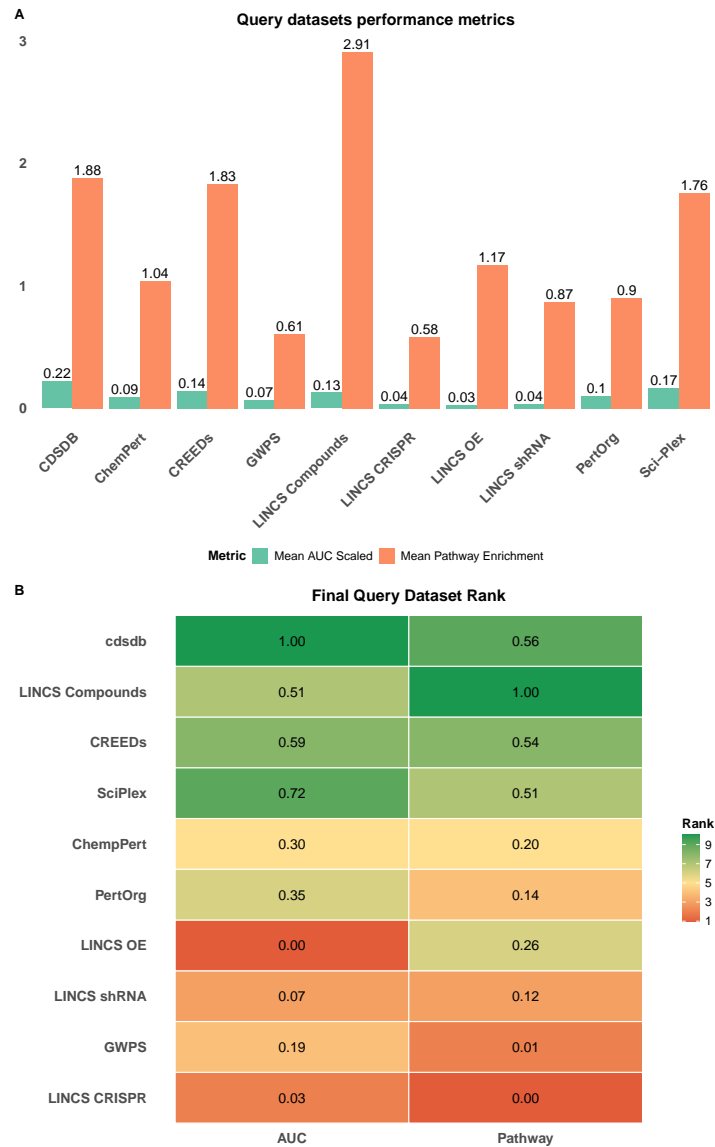 A
Query datasets performance metrics
3
2
1
0
0.22
1.88
0.09
1.04
0.14
1.83
0.07
0.61
0.13
2.91
0.04
0.58
0.03
1.17
0.04
0.87
0.1
0.9
0.17
1.76
CDSDB
ChemPert
CREEDs
GWPS
LINCS Compounds
LINCS CRISPR
LINCS OE
LINCS shRNA
PertOrg
Sci−Plex
Metric Mean AUC Scaled Mean Pathway Enrichment
B
Final Query Dataset Rank
cdsdb 1.00 0.56
LINCS Compounds 0.51 1.00
CREEDs 0.59 0.54
SciPlex 0.72 0.51
ChempPert 0.30 0.20
PertOrg 0.35 0.14
LINCS OE 0.00 0.26
LINCS shRNA 0.07 0.12
GWPS 0.19 0.01
LINCS CRISPR 0.03 0.00
AUC Pathway
Rank
9
7
5
3
1